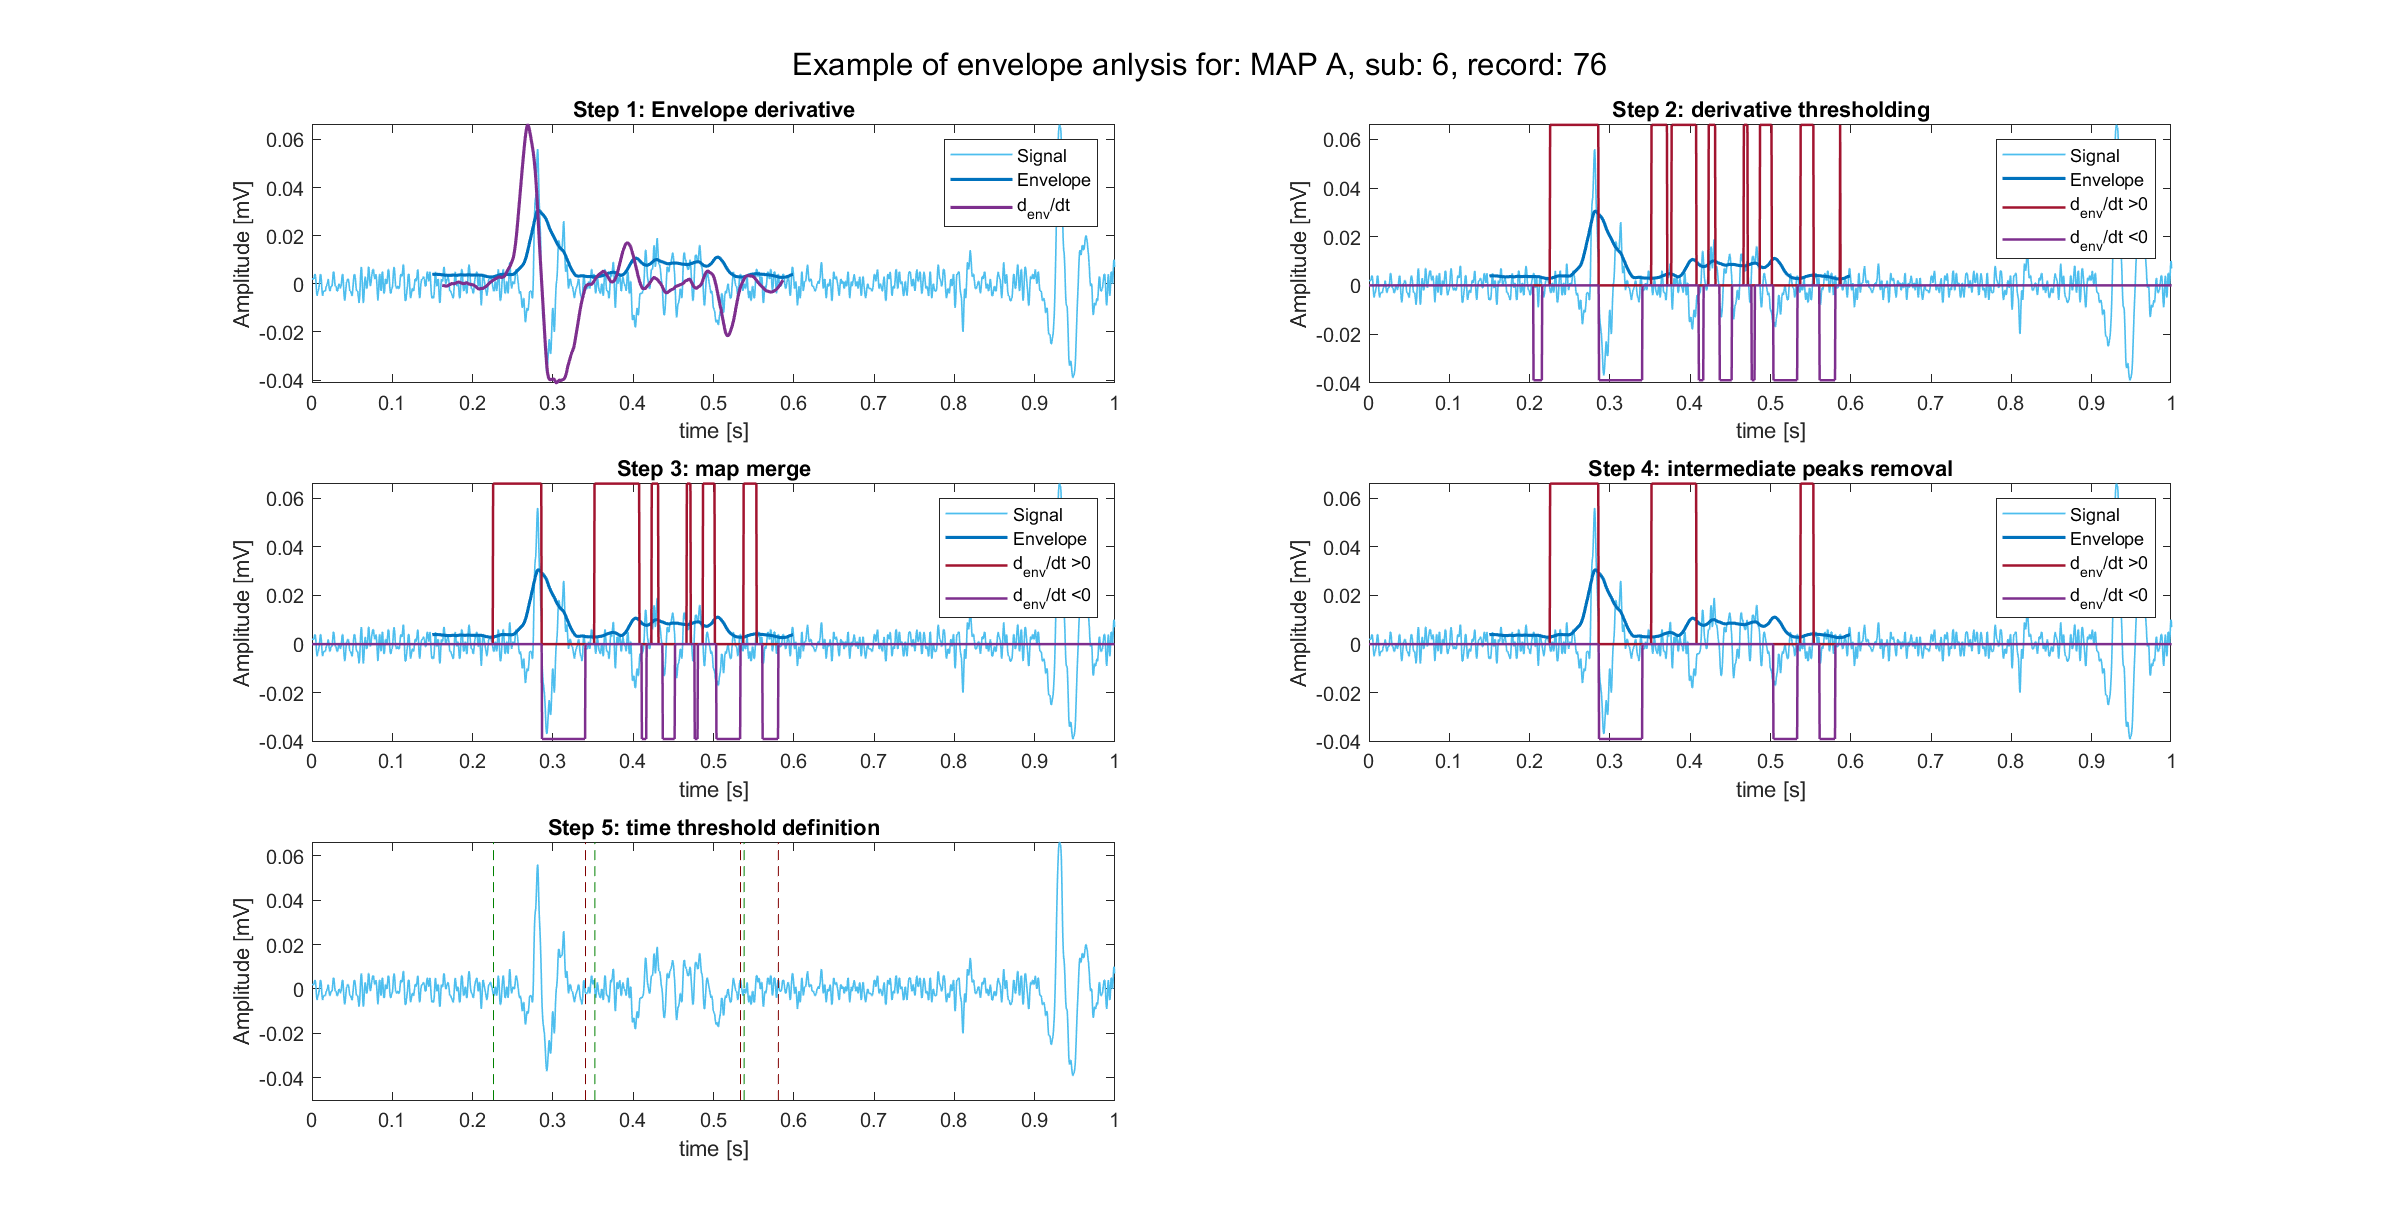 Example of envelope anlysis for: MAP A, sub: 6, record: 76
Step 1: Envelope derivative
0.06
0.04
0.02
0
-0.02
-0.04
Amplitude [mV]
0 0.1 0.2 0.3 0.4 0.5 0.6 0.7 0.8 0.9 1
time [s]
Signal
Envelope
d_env/dt
Step 2: derivative thresholding
0.06
0.04
0.02
0
-0.02
-0.04
Amplitude [mV]
0 0.1 0.2 0.3 0.4 0.5 0.6 0.7 0.8 0.9 1
time [s]
Signal
Envelope
d_env/dt >0
d_env/dt <0
Step 3: map merge
0.06
0.04
0.02
0
-0.02
-0.04
Amplitude [mV]
0 0.1 0.2 0.3 0.4 0.5 0.6 0.7 0.8 0.9 1
time [s]
Signal
Envelope
d_env/dt >0
d_env/dt <0
Step 4: intermediate peaks removal
0.06
0.04
0.02
0
-0.02
-0.04
Amplitude [mV]
0 0.1 0.2 0.3 0.4 0.5 0.6 0.7 0.8 0.9 1
time [s]
Signal
Envelope
d_env/dt >0
d_env/dt <0
Step 5: time threshold definition
0.06
0.04
0.02
0
-0.02
-0.04
Amplitude [mV]
0 0.1 0.2 0.3 0.4 0.5 0.6 0.7 0.8 0.9 1
time [s]